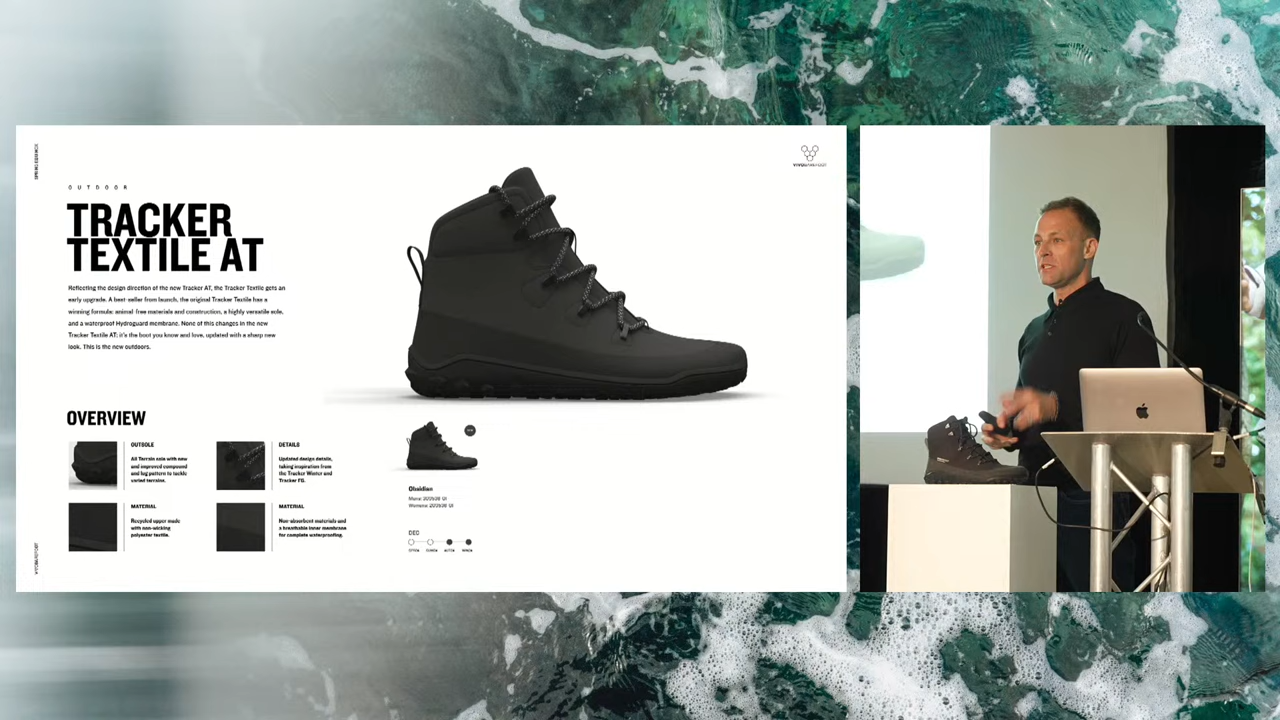 OUTDOOR
TRACKER
TEXTILE AT
Reflecting the design direction of the new Tracker AT, the Tracker Textile gets an
early upgrade. A best-seller from launch, the original Tracker Textile has a
winning formula: animal-free materials and construction, a highly versatile sole,
and a waterproof Hydroguard membrane. None of this changes in the new
Tracker Textile AT: it's the boot you know and love, updated with a sharp new
look. This is the new outdoors.
VIVOBAREFOOT
OVERVIEW
OUTSOLE
All Terrain sole with new
and improved compound
and lug pattern to tackle
varied terrains.
DETAILS
Updated design details,
taking inspiration from
the Tracker Winter and
Tracker FG.
MATERIAL
Recycled upper made
with non-wicking
polyester textile.
MATERIAL
Non-absorbent materials and
a breathable inner membrane
for complete waterproofing.
Obsidian
DEC
VIVOBAREFOOT